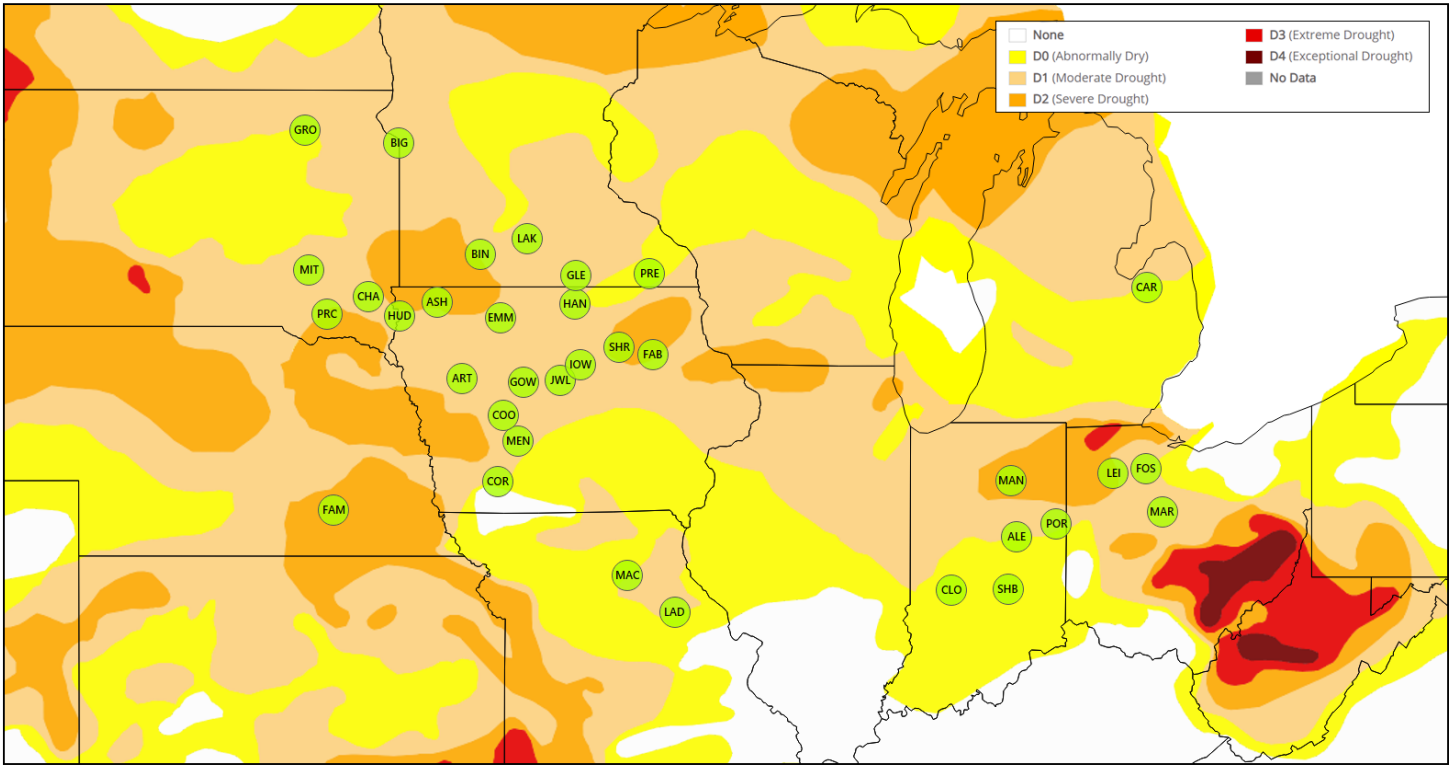 None
D0 (Abnormally Dry)
D1 (Moderate Drought)
D2 (Severe Drought)
D3 (Extreme Drought)
D4 (Exceptional Drought)
No Data
GRO
BIG
LAK
BIN
MIT
GLE
PRE
CAR
CHA
ASH
HAN
PRC
HUD
EMM
SHR
FAB
IOW
ART
GOW
JWL
COO
MEN
COR
MAN
LEI
FOS
FAM
MAR
POR
ALE
MAC
CLO
SHB
LAD